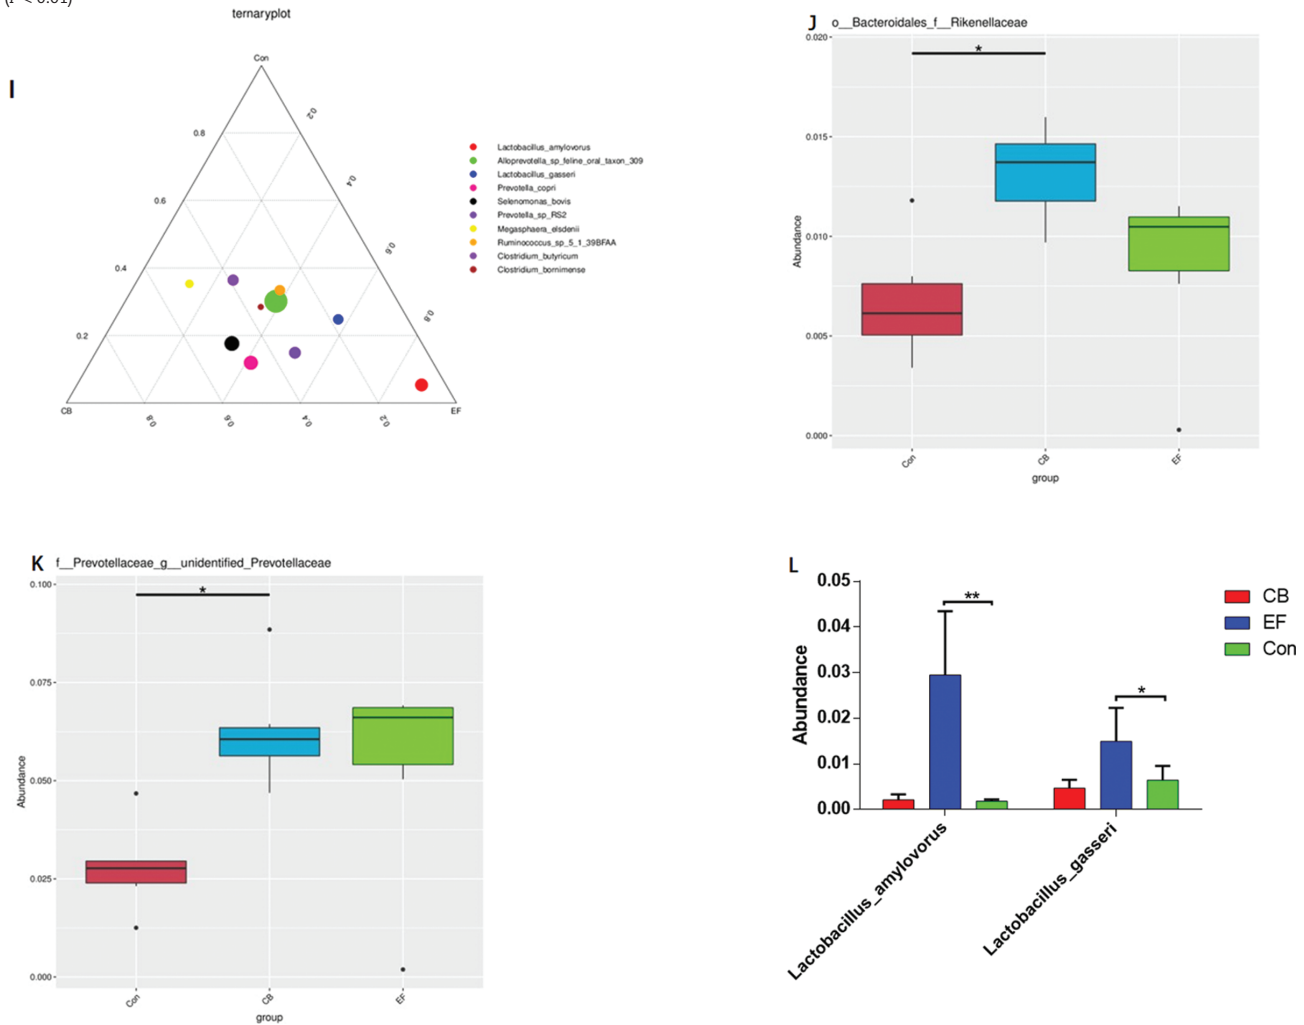 (P < 0.01)
ternaryplot
I
Con
0.8
0.6
0.4
0.2
0.2
0.4
0.6
0.8
CB
EF
0.8
0.6
0.4
0.2
Lactobacillus_amylovorus
Alloprevotella_sp_feline_oral_taxon_309
Lactobacillus_gasseri
Prevotella_copri
Selenomonas_bovis
Prevotella_sp_RS2
Megasphaera_elsdenii
Ruminococcus_sp_5_1_39BFAA
Clostridium_butyricum
Clostridium_bornimense
J o__Bacteroidales_f__Rikenellaceae
0.020
0.015
0.010
0.005
0.000
Abundance
*
Con
CB
EF
group
K f__Prevotellaceae_g__unidentified_Prevotellaceae
0.100
0.075
0.050
0.025
0.000
Abundance
*
Con
CB
EF
group
L
0.05
0.04
0.03
0.02
0.01
0.00
Abundance
**
*
Lactobacillus_amylovorus
Lactobacillus_gasseri
CB
EF
Con